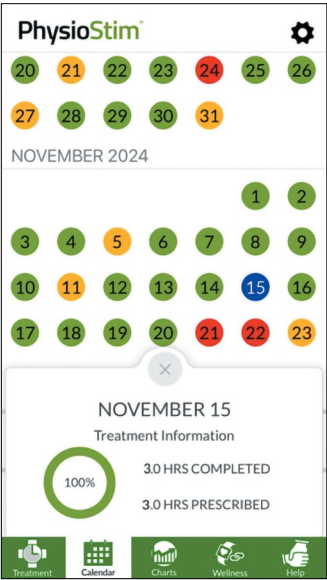 PhysioStim
20 21 22 23 24 25 26
27 28 29 30 31
NOVEMBER 2024
1 2
3 4 5 6 7 8 9
10 11 12 13 14 15 16
17 18 19 20 21 22 23
×
NOVEMBER 15
Treatment Information
100%
3.0 HRS COMPLETED
3.0 HRS PRESCRIBED
Treatment Calendar Charts Wellness Help